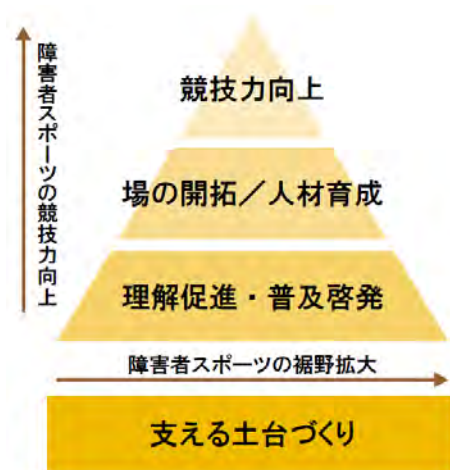 障害者スポーツの競技力向上
競技力向上
場の開拓／人材育成
理解促進・普及啓発
障害者スポーツの裾野拡大
支える土台づくり